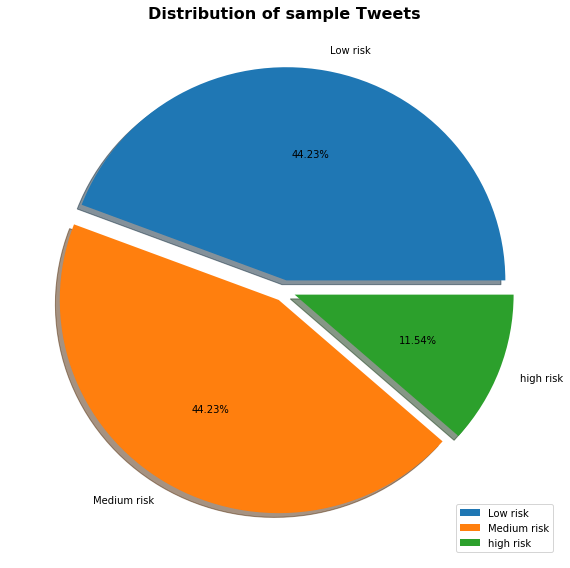 Distribution of sample Tweets
Low risk
44.23%
11.54%
high risk
44.23%
Medium risk
Low risk
Medium risk
high risk